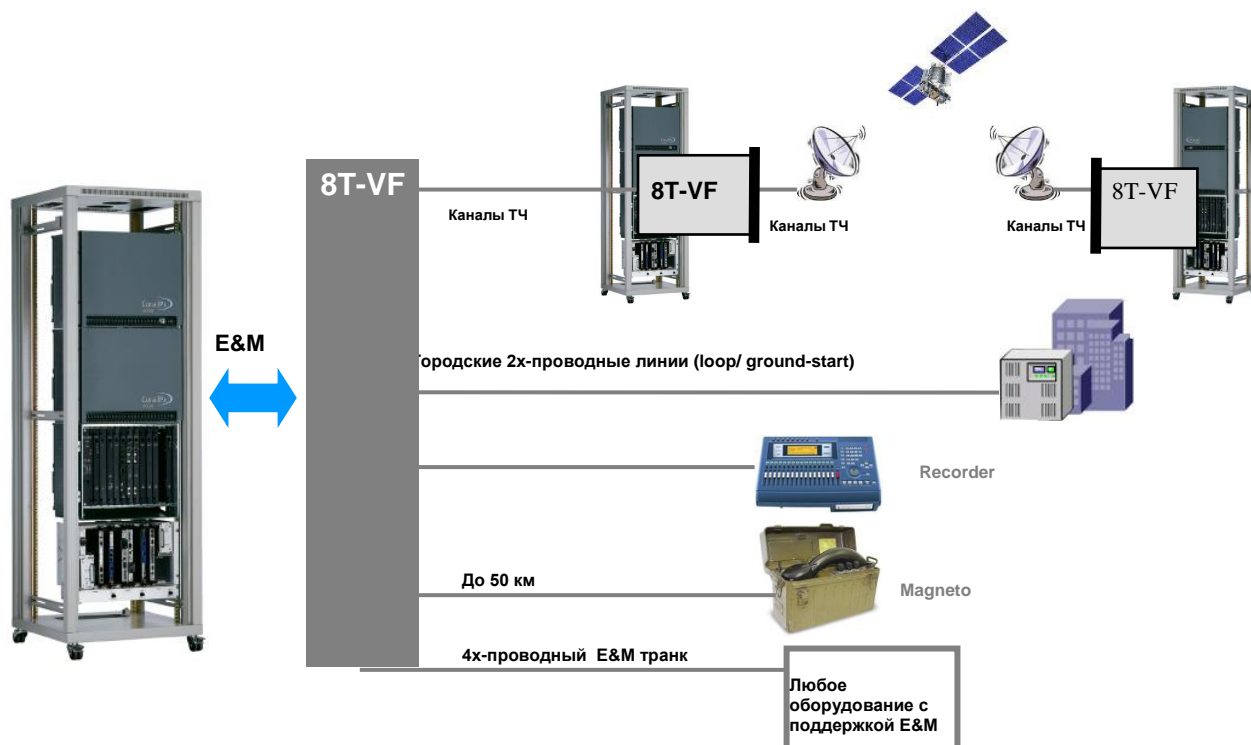 8T-VF
8T-VF
8T-VF
Каналы ТЧ
Каналы ТЧ
Каналы ТЧ
E&M
Городские 2х-проводные линии (loop/ ground-start)
Recorder
До 50 км
Magneto
4х-проводный E&M транк
Любое
оборудование с
поддержкой E&M